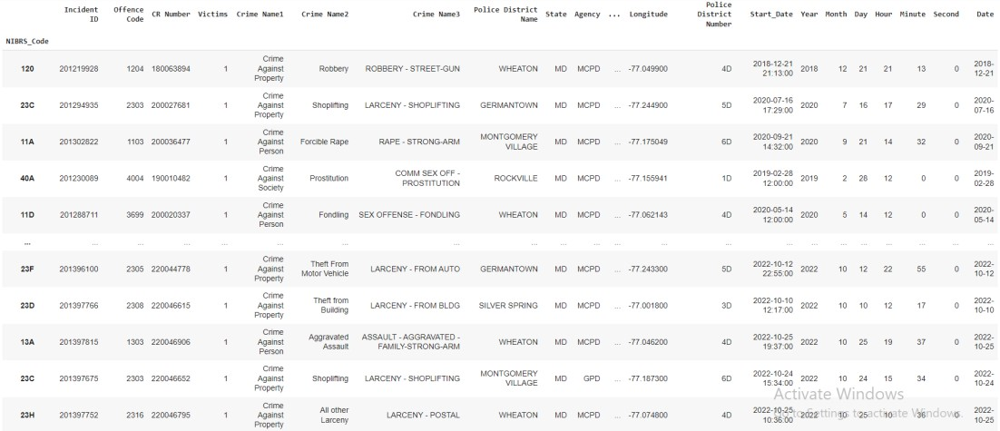 Incident ID Offence Code CR Number Victims Crime Name1 Crime Name2 Crime Name3 Police District Name State Agency ... Longitude Police District Number Start_Date Year Month Day Hour Minute Second Date
NIBRS_Code
120 201219928 1204 180063894 1 Crime Against Property Robbery ROBBERY - STREET-GUN WHEATON MD MCPD ... -77.049900 4D 2018-12-21 21:13:00 2018 12 21 21 13 0 2018-12-21
23C 201294935 2303 200027681 1 Crime Against Property Shoplifting LARCENY - SHOPLIFTING GERMANTOWN MD MCPD ... -77.244900 5D 2020-07-16 17:29:00 2020 7 16 17 29 0 2020-07-16
11A 201302822 1103 200036477 1 Crime Against Person Forcible Rape RAPE - STRONG-ARM MONTGOMERY VILLAGE MD MCPD ... -77.175049 6D 2020-09-21 14:32:00 2020 9 21 14 32 0 2020-09-21
40A 201230089 4004 190010482 1 Crime Against Society Prostitution COMM SEX OFF - PROSTITUTION ROCKVILLE MD MCPD ... -77.155941 1D 2019-02-28 12:00:00 2019 2 28 12 0 0 2019-02-28
11D 201288711 3699 200020337 1 Crime Against Person Fondling SEX OFFENSE - FONDLING WHEATON MD MCPD ... -77.062143 4D 2020-05-14 12:00:00 2020 5 14 12 0 0 2020-05-14
... ... ... ... ... ... ... ... ... ... ... ... ... ... ... ... ... ... ... ... ... ...
23F 201396100 2305 220044778 1 Crime Against Property Theft From Motor Vehicle LARCENY - FROM AUTO GERMANTOWN MD MCPD ... -77.243300 5D 2022-10-12 22:55:00 2022 10 12 22 55 0 2022-10-12
23D 201397766 2308 220046615 1 Crime Against Property Theft from Building LARCENY - FROM BLDG SILVER SPRING MD MCPD ... -77.001800 3D 2022-10-10 12:17:00 2022 10 10 12 17 0 2022-10-10
13A 201397815 1303 220046906 1 Crime Against Person Aggravated Assault ASSAULT - AGGRAVATED - FAMILY-STRONG-ARM WHEATON MD MCPD ... -77.046200 4D 2022-10-25 19:37:00 2022 10 25 19 37 0 2022-10-25
23C 201397675 2303 220046652 1 Crime Against Property Shoplifting LARCENY - SHOPLIFTING MONTGOMERY VILLAGE MD GPD ... -77.187300 6D 2022-10-24 15:34:00 2022 10 24 15 34 0 2022-10-24
Activate Windows
23H 201397752 2316 220046795 1 Crime Against Property All other Larceny LARCENY - POSTAL WHEATON MD MCPD ... -77.074800 4D 2022-10-25 10:36:00 2022 10 25 10 36 0 2022-10-25
Go to Settings to activate Windows.